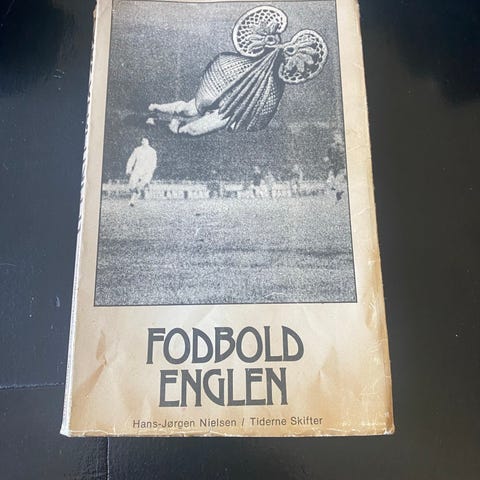 FODBOLD
ENGLEN
Hans-Jørgen Nielsen / Tiderne Skifter